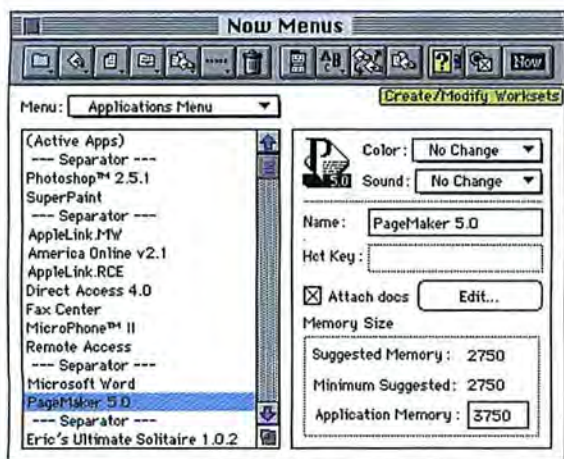 Now Menus
ABC
?
Now
Create/Modify Worksets
Menu: Applications Menu
(Active Apps)
--- Separator ---
Photoshop™ 2.5.1
SuperPaint
--- Separator ---
AppleLink.MW
America Online v2.1
AppleLink.RCE
Direct Access 4.0
Fax Center
MicroPhone™ II
Remote Access
--- Separator ---
Microsoft Word
PageMaker 5.0
--- Separator ---
Eric's Ultimate Solitaire 1.0.2
P 5.0
Color: No Change
Sound: No Change
Name: PageMaker 5.0
Hot Key:
Attach docs Edit...
Memory Size
Suggested Memory: 2750
Minimum Suggested: 2750
Application Memory: 3750